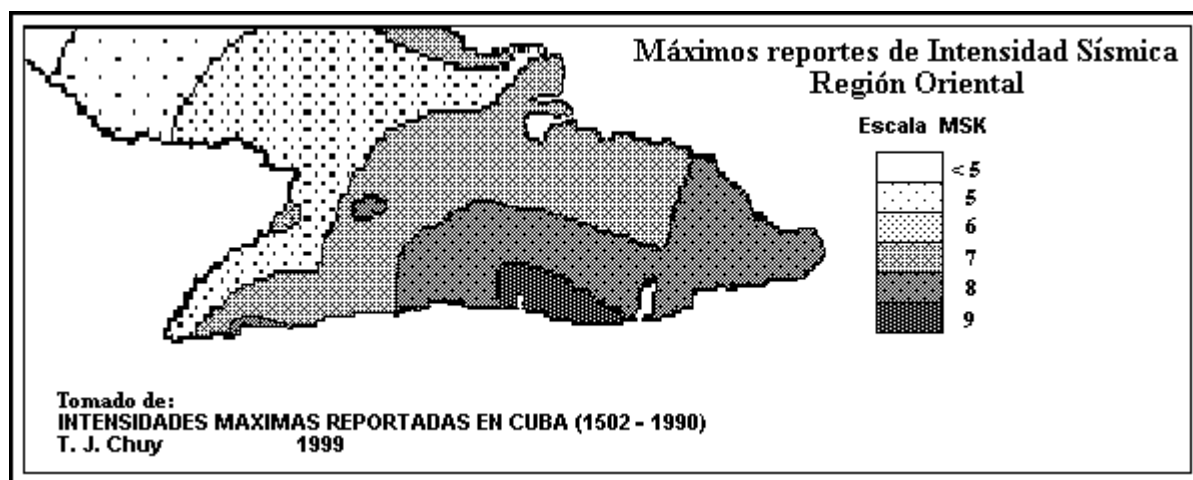 Máximos reportes de Intensidad Sísmica
Región Oriental
Escala MSK
< 5
5
6
7
8
9
Tomado de:
INTENSIDADES MAXIMAS REPORTADAS EN CUBA (1502 - 1990)
T. J. Chuy 1999